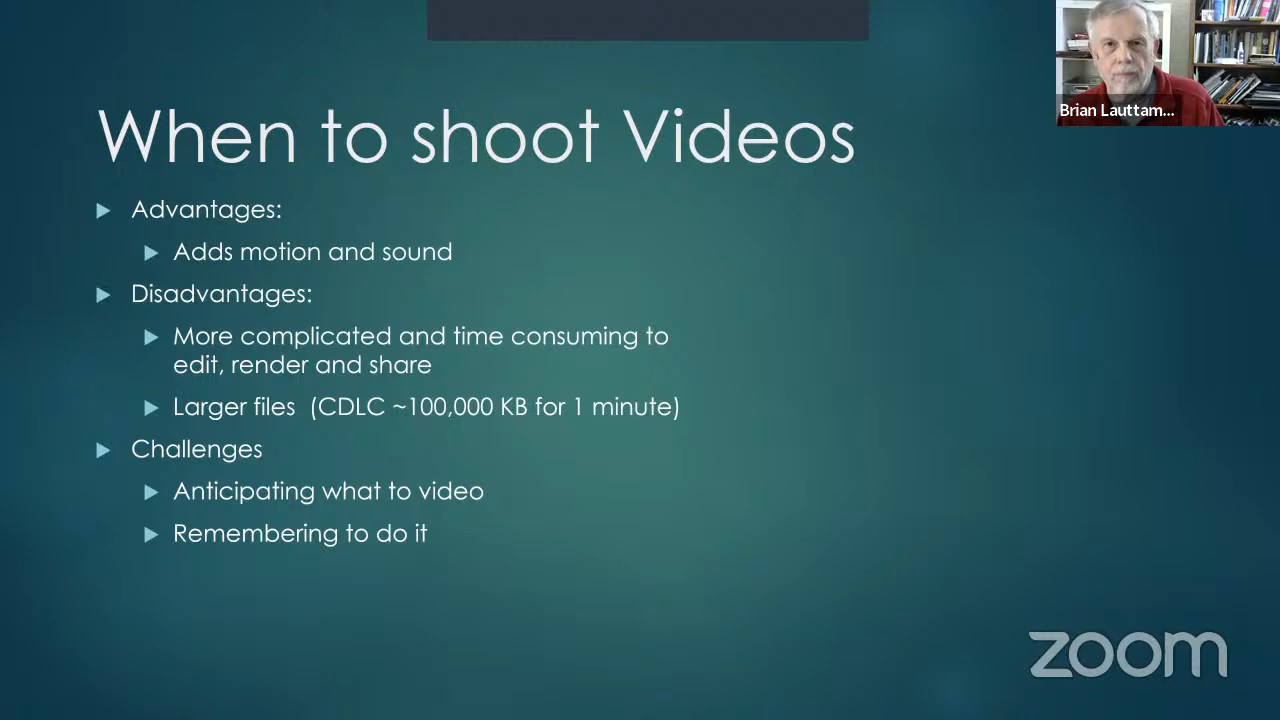 Brian Lauttam...
When to shoot Videos
Advantages:
Adds motion and sound
Disadvantages:
More complicated and time consuming to
edit, render and share
Larger files (CDLC ~100,000 KB for 1 minute)
Challenges
Anticipating what to video
Remembering to do it
zoom